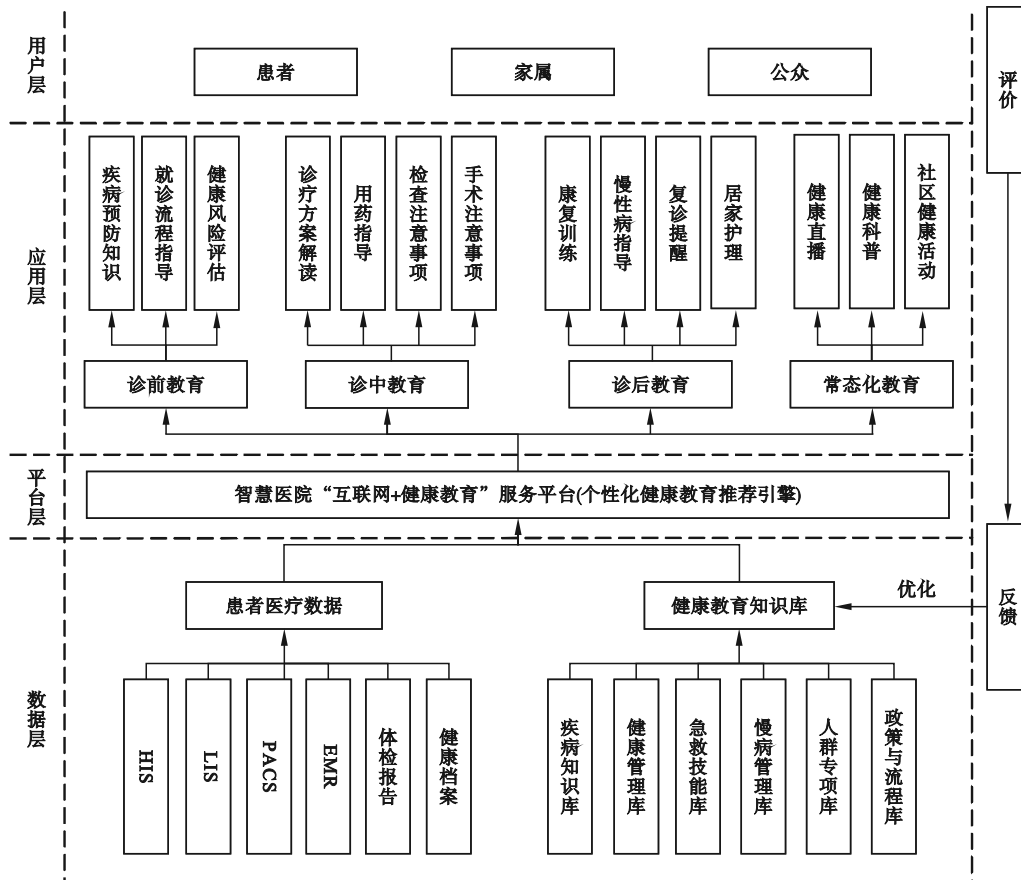 用户层
患者
家属
公众
评价
应用层
疾病预防知识
就诊流程指导
健康风险评估
诊疗方案解读
用药指导
检查注意事项
手术注意事项
康复训练
慢性病指导
复诊提醒
居家护理
健康直播
健康科普
社区健康活动
诊前教育
诊中教育
诊后教育
常态化教育
平台层
智慧医院“互联网+健康教育”服务平台(个性化健康教育推荐引擎)
数据层
患者医疗数据
健康教育知识库
优化
反馈
HIS
LIS
PACS
EMR
体检报告
健康档案
疾病知识库
健康管理库
急救技能库
慢病管理库
人群专项库
政策与流程库